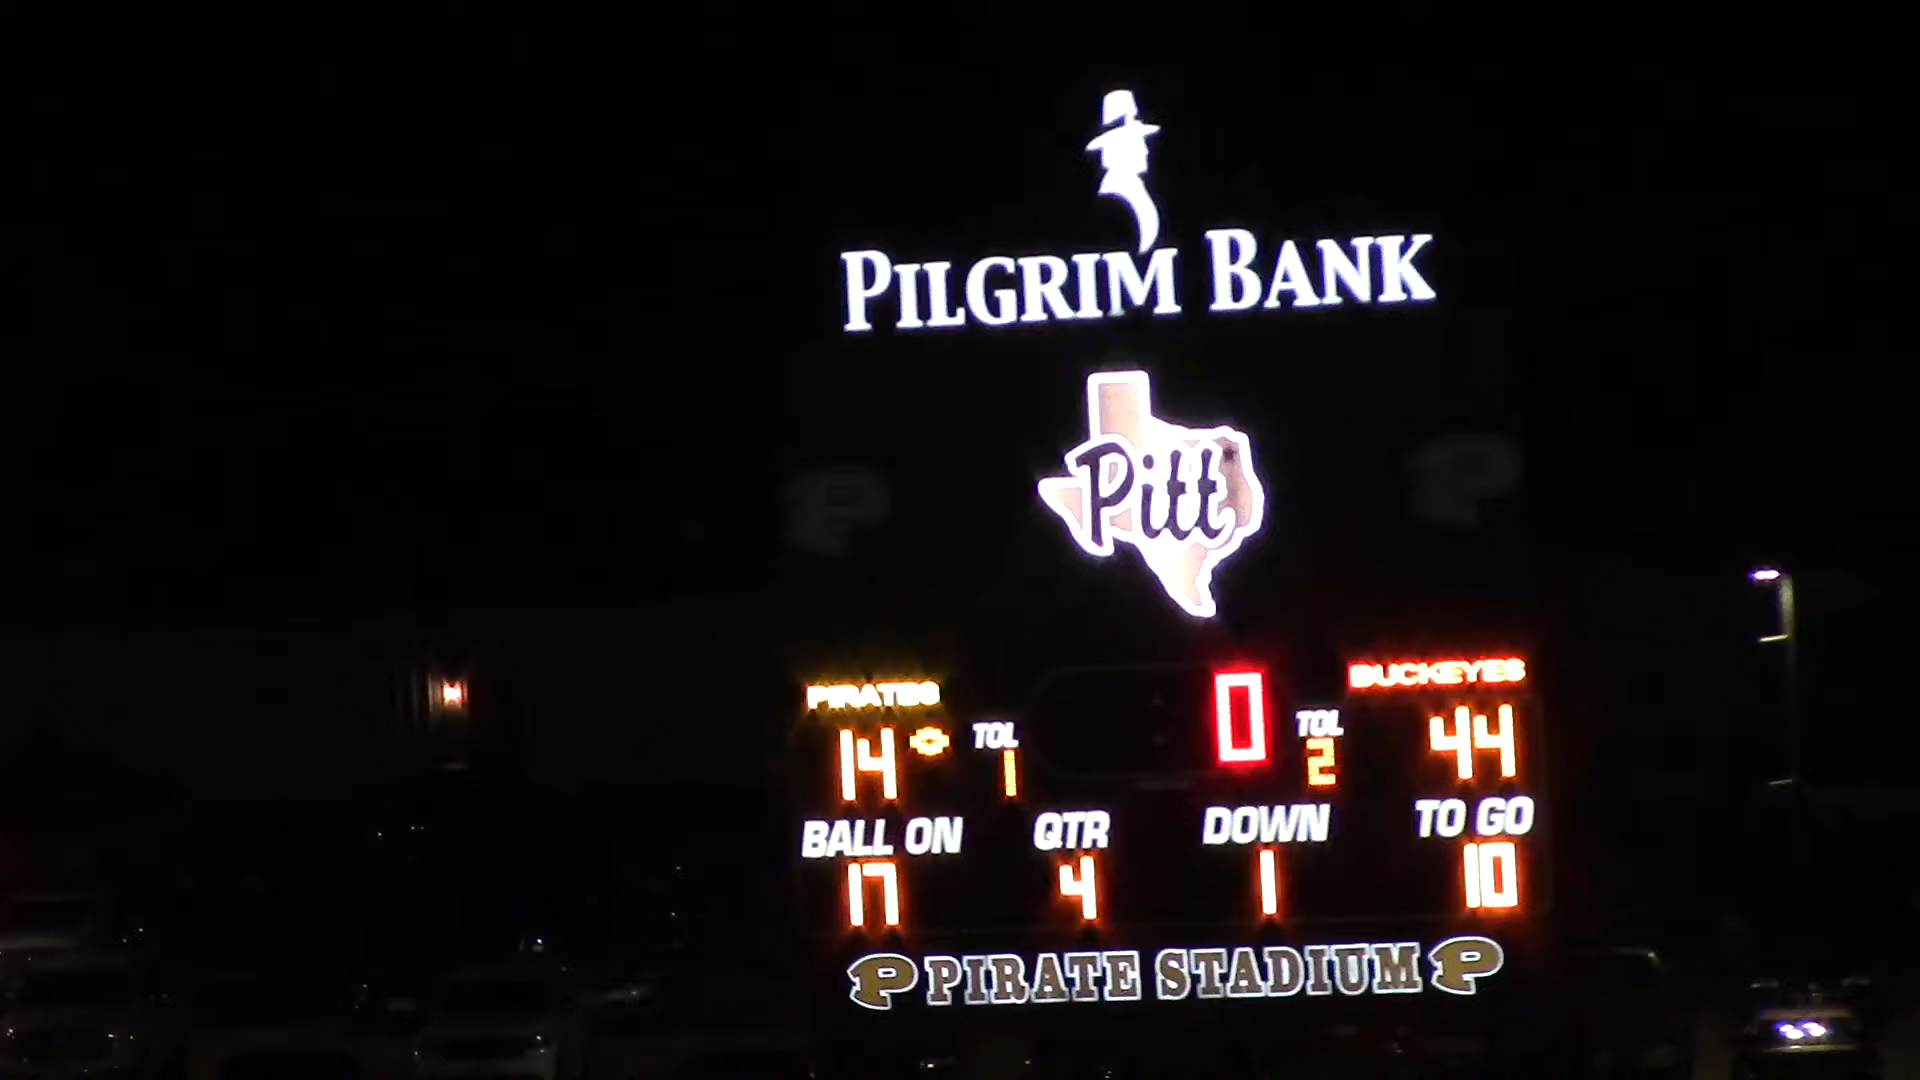 PILGRIM BANK
Pitt
P P
PIRATES 0 BUCKEYES
14 TOL 1 TOL 2 44
BALL ON QTR DOWN TO GO
17 4 1 10
P PIRATE STADIUM P